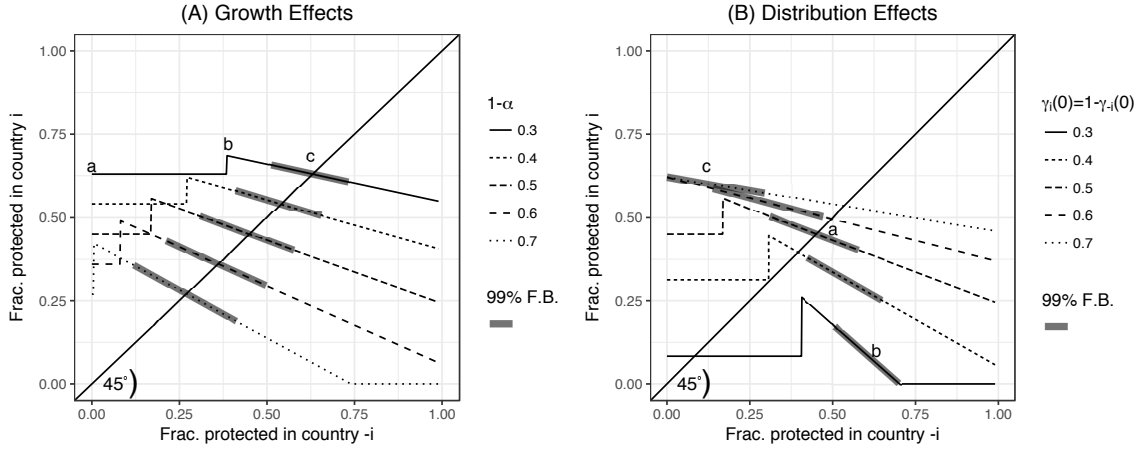 (A) Growth Effects
1.00
0.75
0.50
0.25
0.00
Frac. protected in country i
a
b
c
45°)
0.00 0.25 0.50 0.75 1.00
Frac. protected in country -i
1-α
0.3
0.4
0.5
0.6
0.7
99% F.B.
(B) Distribution Effects
1.00
0.75
0.50
0.25
0.00
Frac. protected in country i
c
a
b
45°)
0.00 0.25 0.50 0.75 1.00
Frac. protected in country -i
γi(0)=1-γ-i(0)
0.3
0.4
0.5
0.6
0.7
99% F.B.